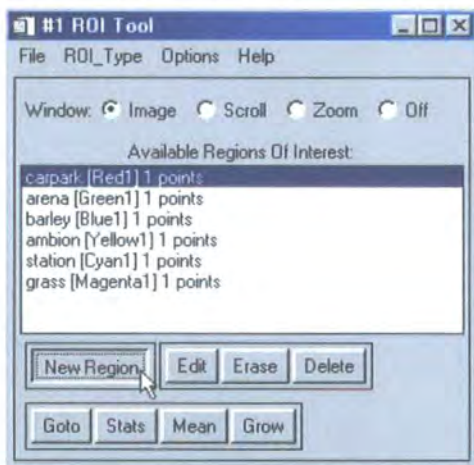 #1 ROI Tool
File ROI_Type Options Help
Window: Image Scroll Zoom Off
Available Regions Of Interest:
carpark [Red1] 1 points
arena [Green1] 1 points
barley [Blue1] 1 points
ambion [Yellow1] 1 points
station [Cyan1] 1 points
grass [Magenta1] 1 points
New Region Edit Erase Delete
Goto Stats Mean Grow